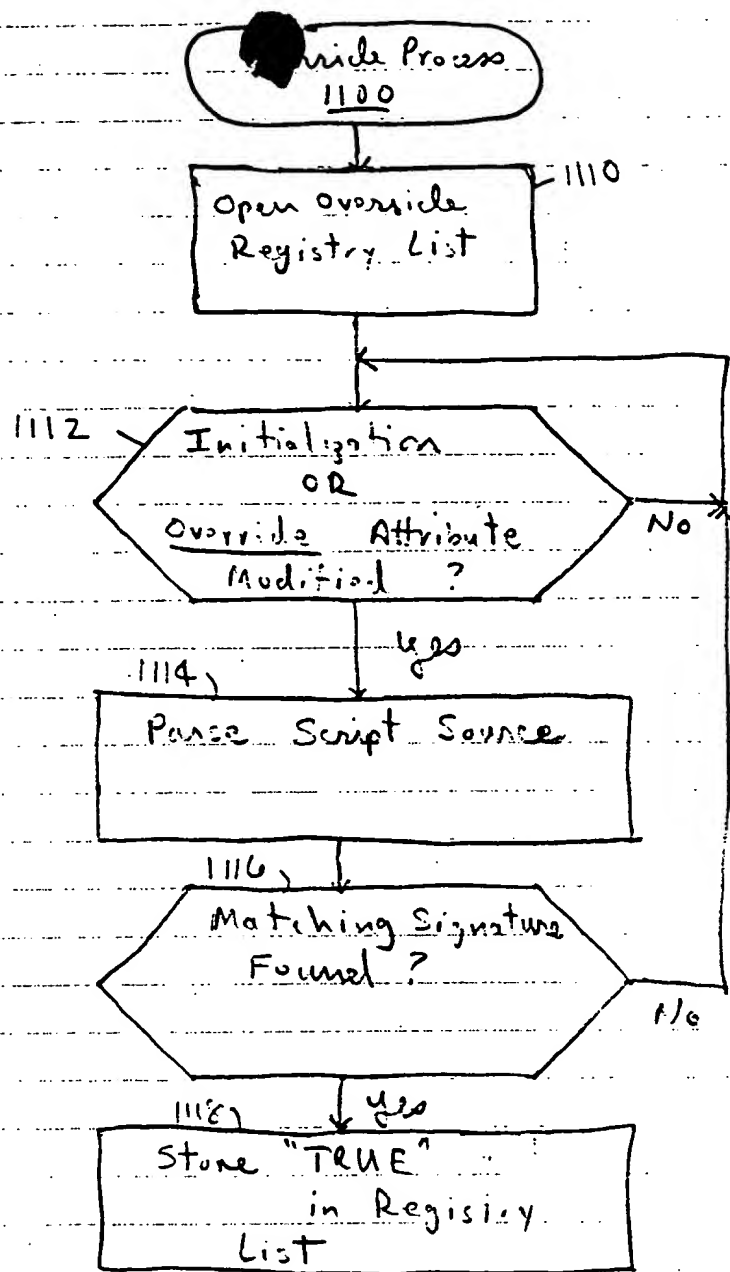 Process
1100
1110
Open Override
Registry List
1112
Initialization
OR
Override Attribute
Modified ?
No
yes
1114
Parse Script Source
1116
Matching Signature
Found ?
No
yes
1118
Store "TRUE"
in Registry
List